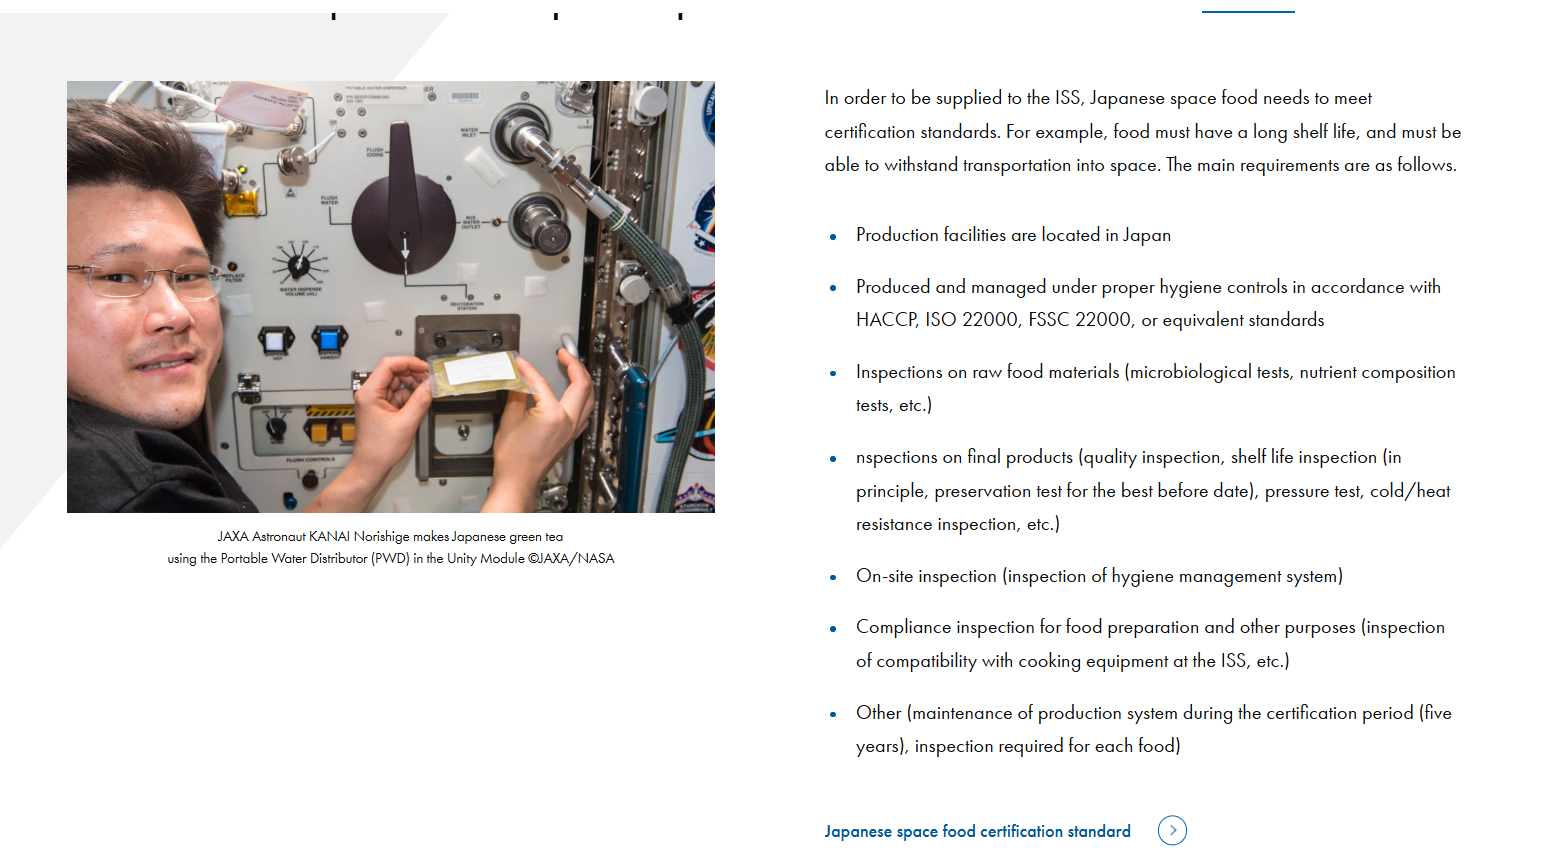 POTABLE WATER DISPENSER
WATER
INLET
FLUSH
IODINE
FLUSH
WATER
AUX.
WATER
OUTLET
REPLACE
FILTER
WATER DISPENSE
VOLUME (mL)
REHYDRATION
STATION
HOT
AMBIENT
FLUSH CONTROLS
JAXA Astronaut KANAI Norishige makes Japanese green tea
using the Portable Water Distributor (PWD) in the Unity Module ©JAXA/NASA
In order to be supplied to the ISS, Japanese space food needs to meet
certification standards. For example, food must have a long shelf life, and must be
able to withstand transportation into space. The main requirements are as follows.
Production facilities are located in Japan
Produced and managed under proper hygiene controls in accordance with
HACCP, ISO 22000, FSSC 22000, or equivalent standards
Inspections on raw food materials (microbiological tests, nutrient composition
tests, etc.)
nspections on final products (quality inspection, shelf life inspection (in
principle, preservation test for the best before date), pressure test, cold/heat
resistance inspection, etc.)
On-site inspection (inspection of hygiene management system)
Compliance inspection for food preparation and other purposes (inspection
of compatibility with cooking equipment at the ISS, etc.)
Other (maintenance of production system during the certification period (five
years), inspection required for each food)
Japanese space food certification standard